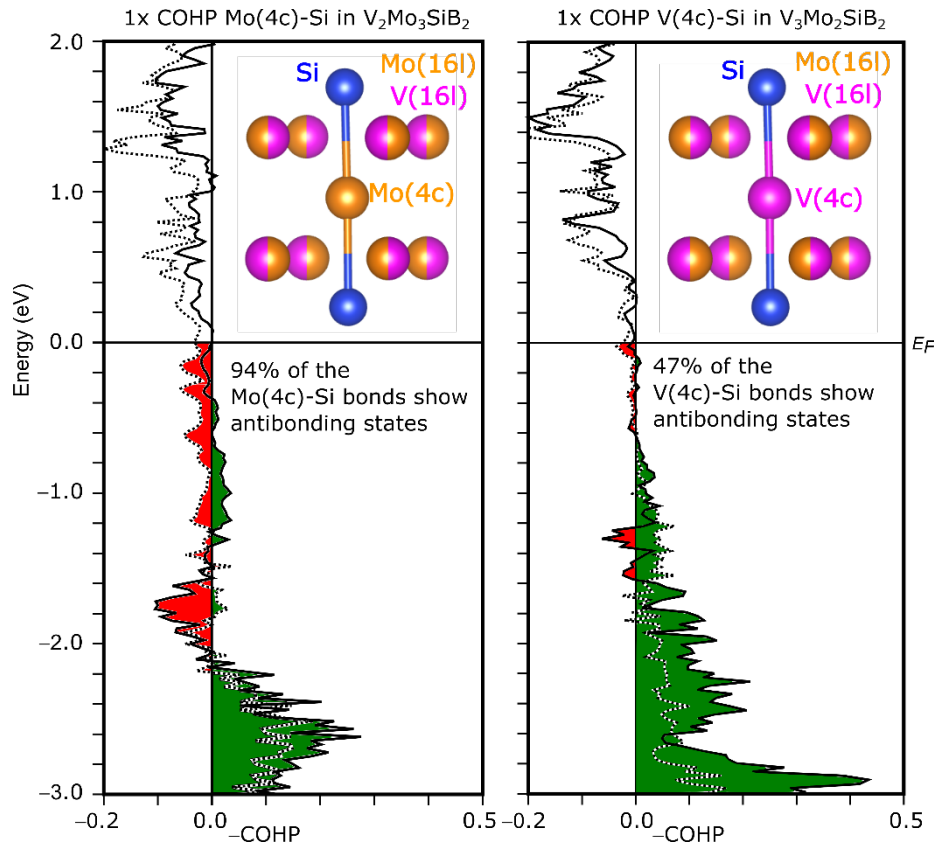 1x COHP Mo(4c)-Si in V₂Mo₃SiB₂
2.0
1.0
0.0
−1.0
−2.0
−3.0
Energy (eV)
Si
Mo(16l)
V(16l)
Mo(4c)
94% of the
Mo(4c)-Si bonds show
antibonding states
−0.2
0.0
0.5
−COHP
1x COHP V(4c)-Si in V₃Mo₂SiB₂
Si
Mo(16l)
V(16l)
V(4c)
E_F
47% of the
V(4c)-Si bonds show
antibonding states
−0.2
0.0
0.5
−COHP